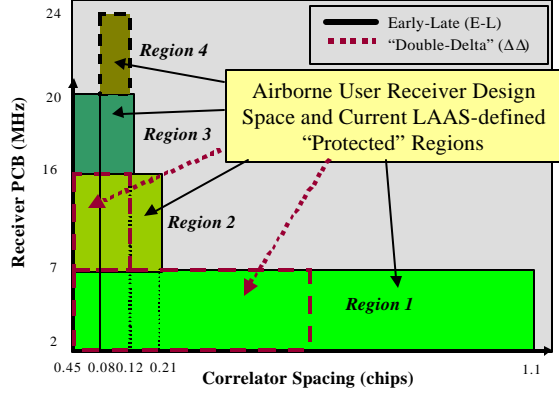 24
20
16
7
2
Receiver PCB (MHz)
Region 4
Region 3
Region 2
Region 1
Early-Late (E-L)
“Double-Delta” (ΔΔ)
Airborne User Receiver Design
Space and Current LAAS-defined
“Protected” Regions
0.45 0.08 0.12 0.21 1.1
Correlator Spacing (chips)